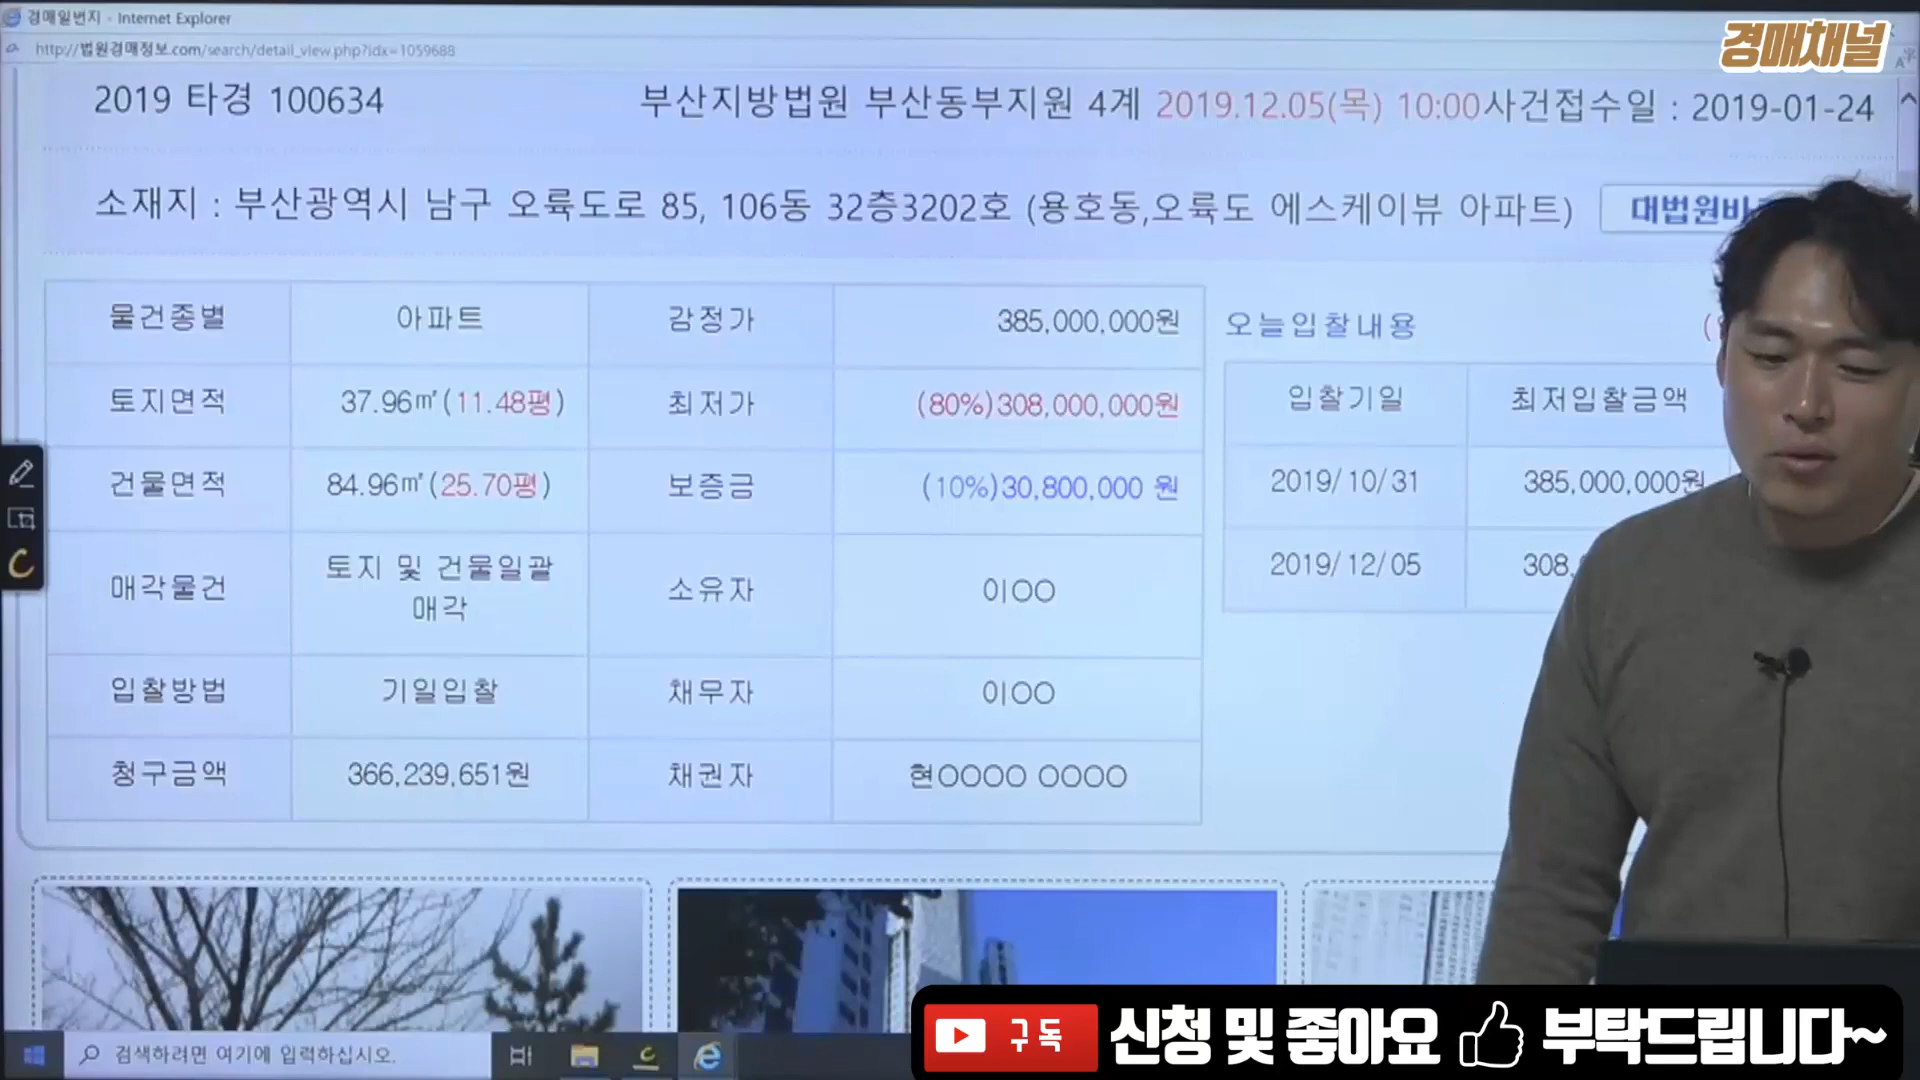 경매일번지 - Internet Explorer
http://법원경매정보.com/search/detail_view.php?idx=1059688
경매채널
2019 타경 100634
부산지방법원 부산동부지원 4계 2019.12.05(목) 10:00사건접수일 : 2019-01-24
소재지 : 부산광역시 남구 오륙도로 85, 106동 32층3202호 (용호동,오륙도 에스케이뷰 아파트)
물건종별 아파트 감정가 385,000,000원
토지면적 37.96㎡(11.48평) 최저가 (80%)308,000,000원
건물면적 84.96㎡(25.70평) 보증금 (10%)30,800,000 원
매각물건 토지 및 건물일괄
매각 소유자 이OO
입찰방법 기일입찰 채무자 이OO
청구금액 366,239,651원 채권자 현OOOO OOOO
오늘입찰내용
입찰기일 최저입찰금액
2019/10/31 385,000,000원
2019/12/05 308,
검색하려면 여기에 입력하십시오.
구독 신청 및 좋아요 부탁드립니다~